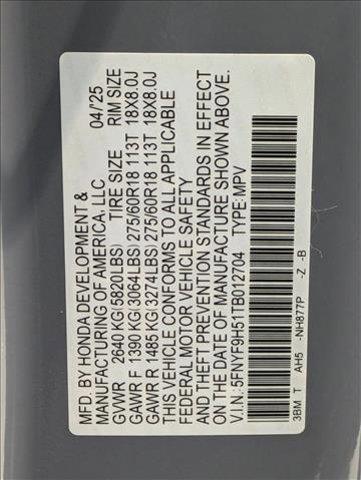 MFD. BY HONDA DEVELOPMENT & 04/25
MANUFACTURING OF AMERICA, LLC
GVWR 2640 KG(5820LBS) TIRE SIZE RIM SIZE
GAWR F 1390 KG(3064LBS) 275/60R18 113T 18X8.0J
GAWR R 1485 KG(3274LBS) 275/60R18 113T 18X8.0J
THIS VEHICLE CONFORMS TO ALL APPLICABLE
FEDERAL MOTOR VEHICLE SAFETY
AND THEFT PREVENTION STANDARDS IN EFFECT
ON THE DATE OF MANUFACTURE SHOWN ABOVE.
V.I.N.: 5FNYF9H51TB012704 TYPE:MPV
3BM T AH5 -NH877P -Z -B